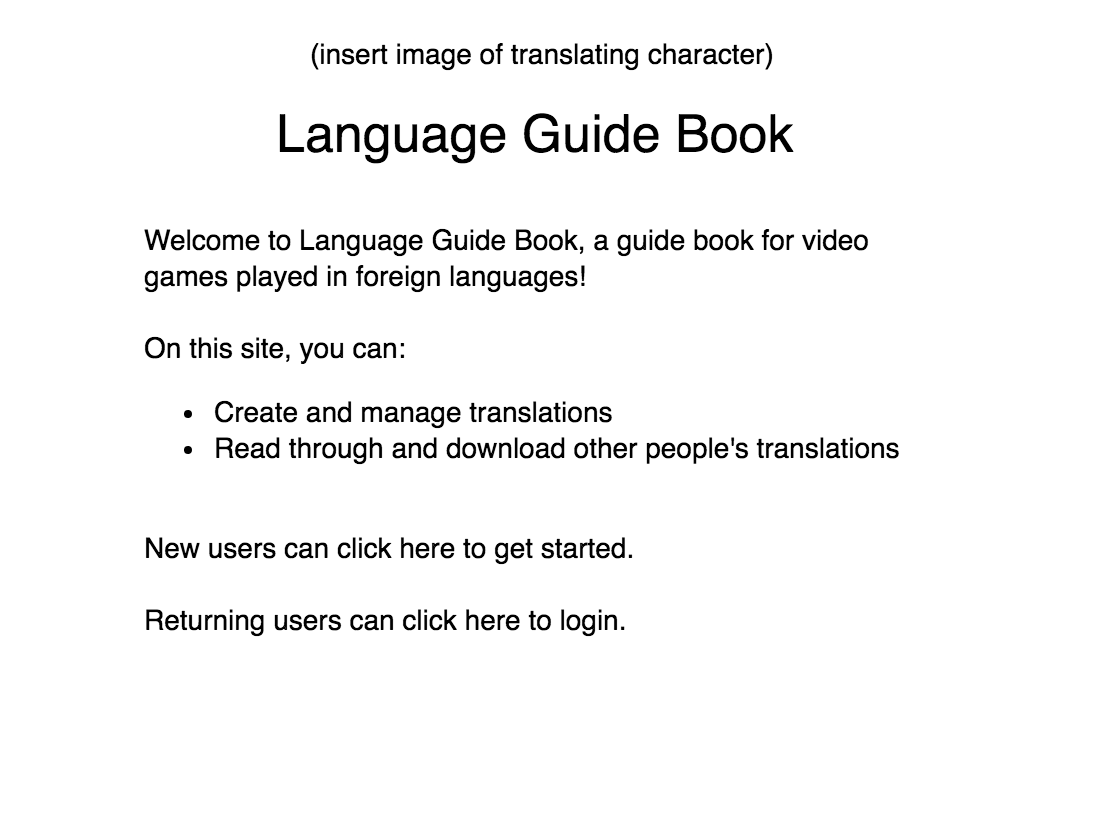 (insert image of translating character)
Language Guide Book
Welcome to Language Guide Book, a guide book for video
games played in foreign languages!
On this site, you can:
• Create and manage translations
• Read through and download other people's translations
New users can click here to get started.
Returning users can click here to login.